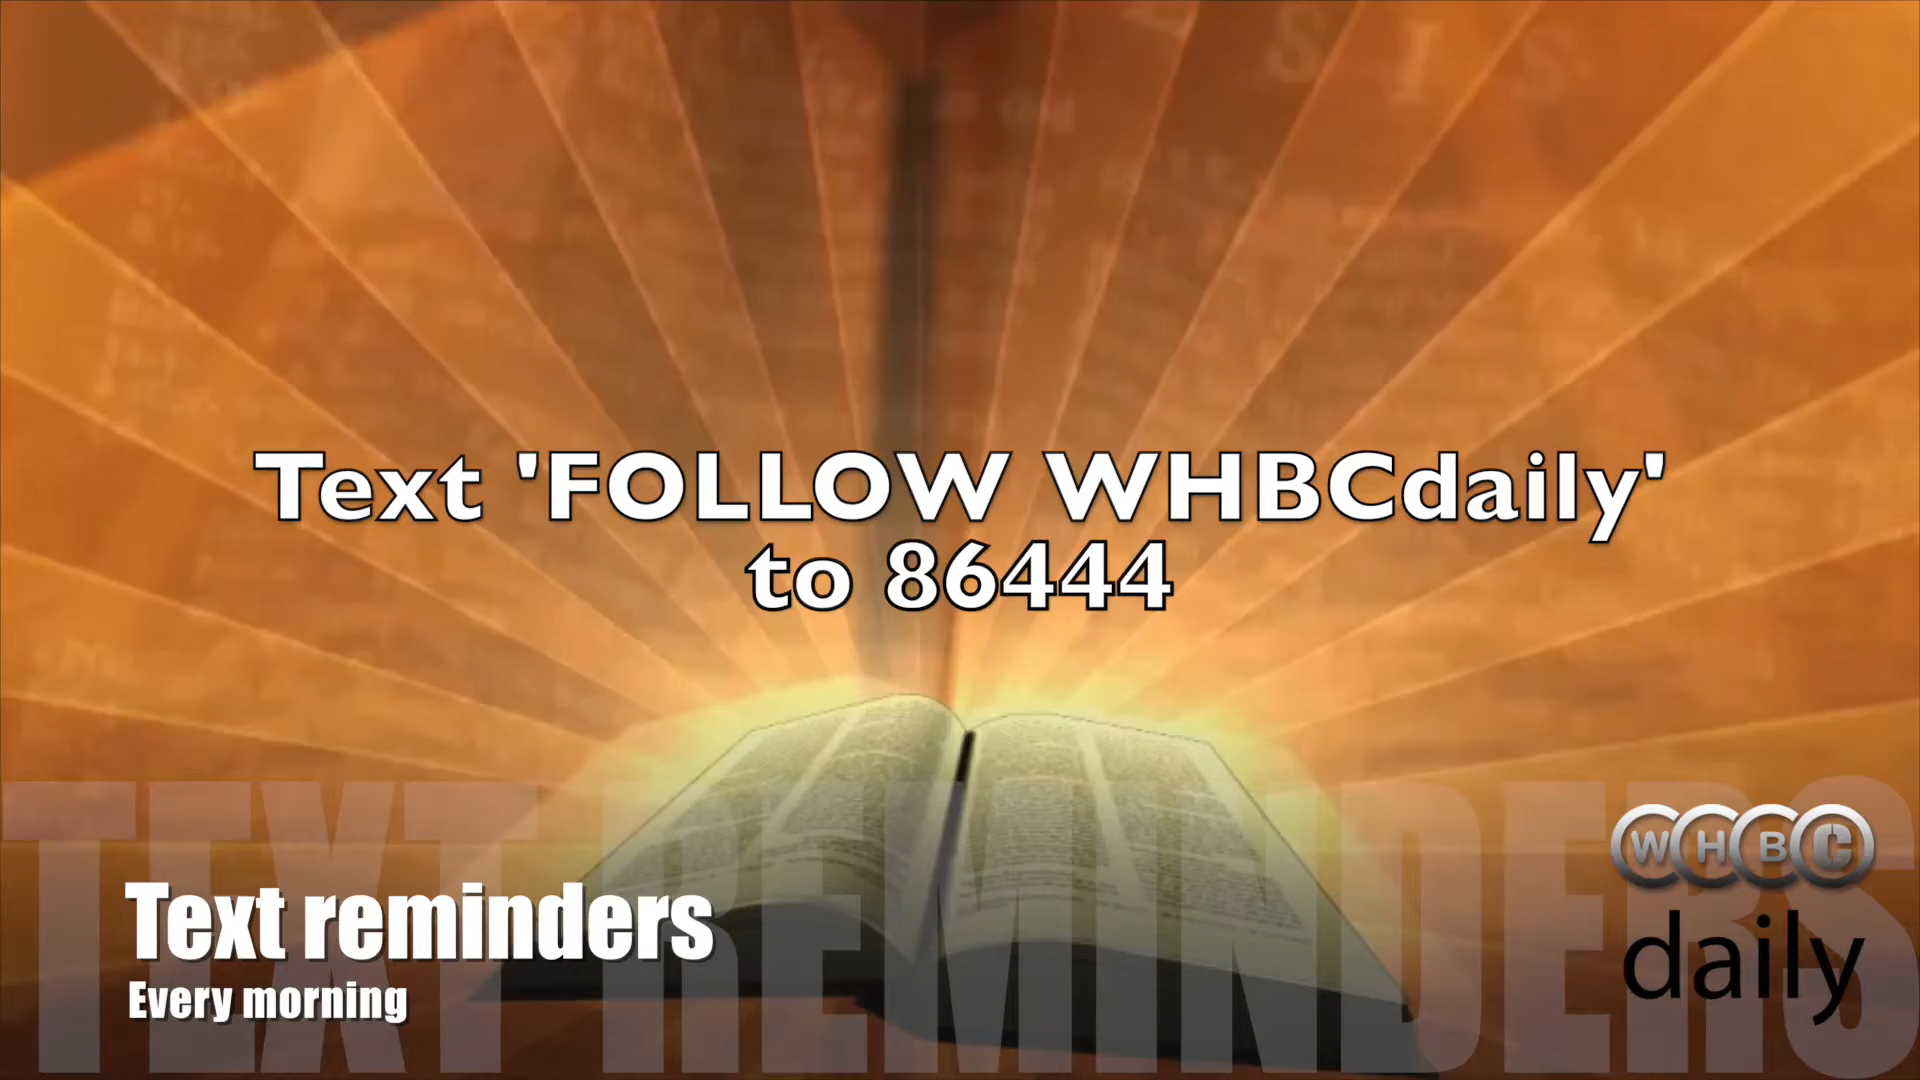 Text 'FOLLOW WHBCdaily'
to 86444
TEXT REMINDERS
Text reminders
Every morning
WHBC
daily